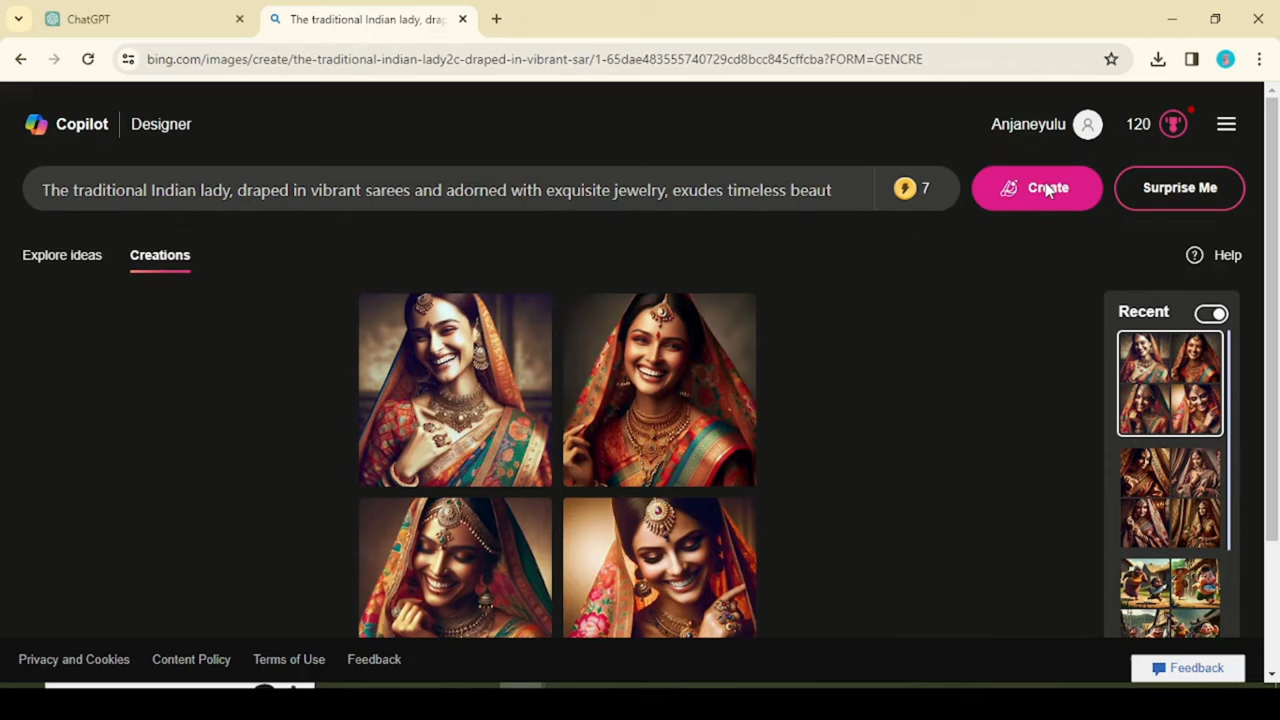 ChatGPT
The traditional Indian lady, drap
bing.com/images/create/the-traditional-indian-lady2c-draped-in-vibrant-sar/1-65dae483555740729cd8bcc845cffcba?FORM=GENCRE
Copilot Designer
Anjaneyulu 120
The traditional Indian lady, draped in vibrant sarees and adorned with exquisite jewelry, exudes timeless beaut
7
Create
Surprise Me
Explore ideas Creations
? Help
Recent
Privacy and Cookies Content Policy Terms of Use Feedback
Feedback